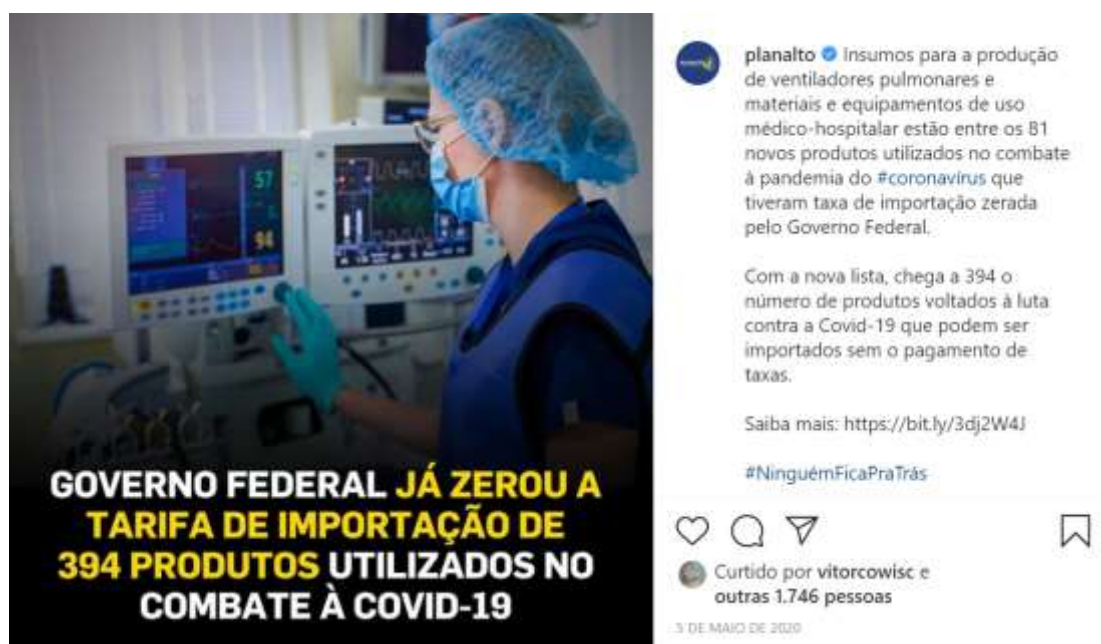 57
94
GOVERNO FEDERAL JÁ ZEROU A
TARIFA DE IMPORTAÇÃO DE
394 PRODUTOS UTILIZADOS NO
COMBATE À COVID-19
planalto Insumos para a produção
de ventiladores pulmonares e
materiais e equipamentos de uso
médico-hospitalar estão entre os 81
novos produtos utilizados no combate
à pandemia do #coronavírus que
tiveram taxa de importação zerada
pelo Governo Federal.
Com a nova lista, chega a 394 o
número de produtos voltados à luta
contra a Covid-19 que podem ser
importados sem o pagamento de
taxas.
Saiba mais: https://bit.ly/3dj2W4J
#NinguémFicaPraTrás
Curtido por vitorcowisc e
outras 1.746 pessoas
5 DE MAIO DE 2020